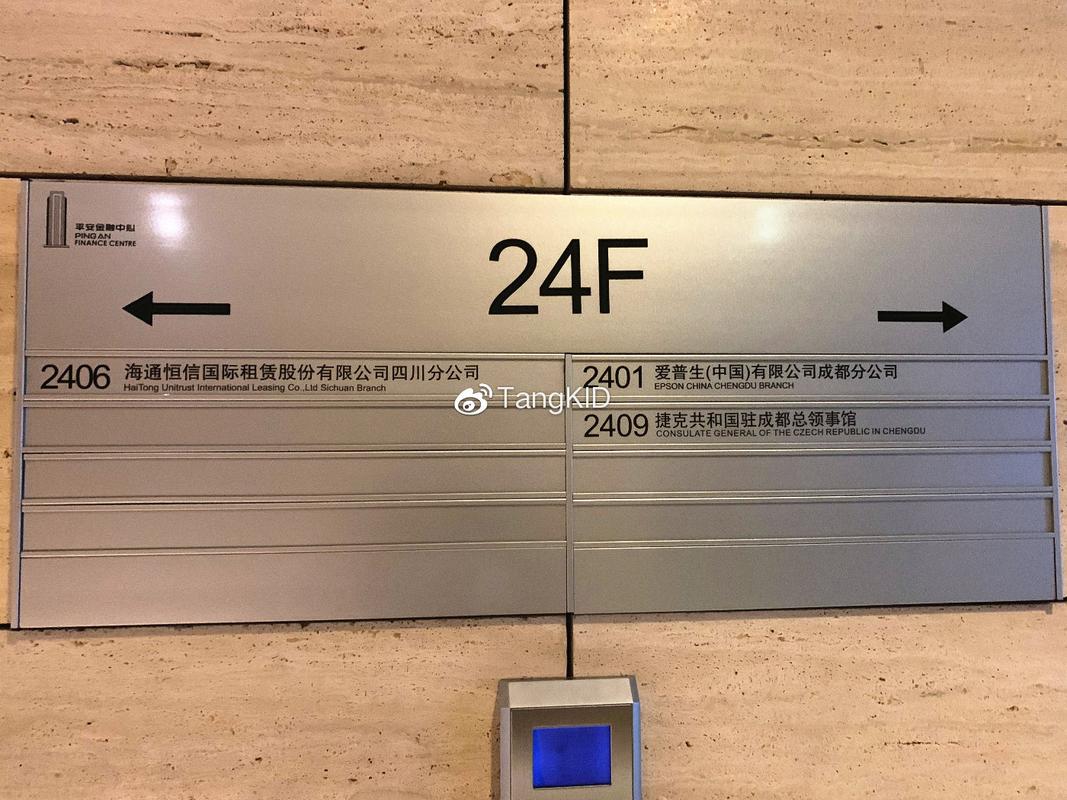 平安金融中心
PING AN
FINANCE CENTRE
24F
2406 海通恒信国际租赁股份有限公司四川分公司
HaiTong Unitrust International Leasing Co.,Ltd Sichuan Branch
2401 爱普生(中国)有限公司成都分公司
EPSON CHINA CHENGDU BRANCH
TangKID
2409 捷克共和国驻成都总领事馆
CONSULATE GENERAL OF THE CZECH REPUBLIC IN CHENGDU